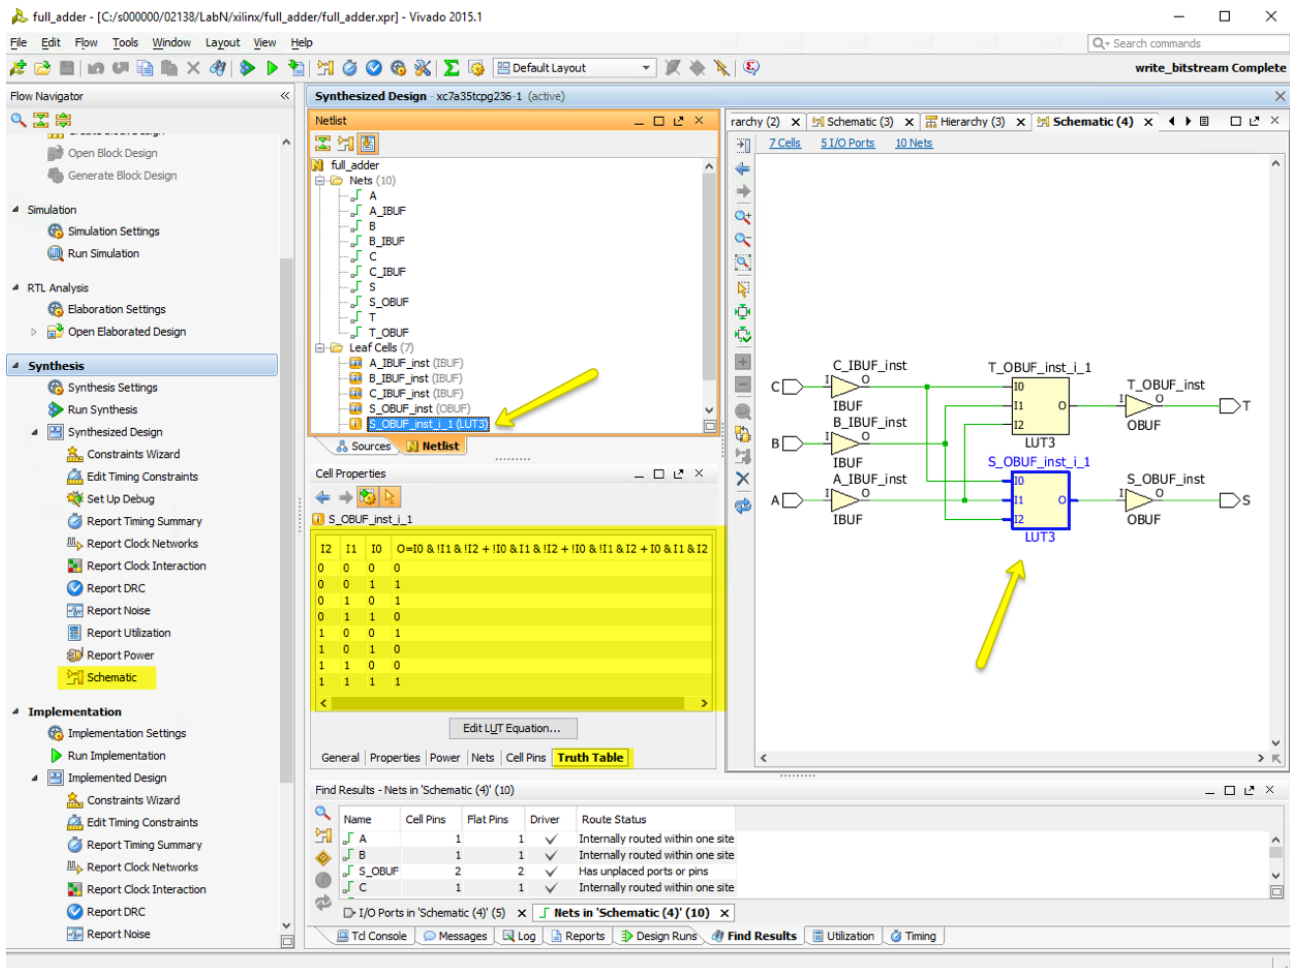 full_adder - [C:/s000000/02138/LabN/xilinx/full_adder/full_adder.xpr] - Vivado 2015.1
File Edit Flow Tools Window Layout View Help
Search commands
Default Layout
write_bitstream Complete
Flow Navigator
Open Block Design
Generate Block Design
Simulation
Simulation Settings
Run Simulation
RTL Analysis
Elaboration Settings
Open Elaborated Design
Synthesis
Synthesis Settings
Run Synthesis
Synthesized Design
Constraints Wizard
Edit Timing Constraints
Set Up Debug
Report Timing Summary
Report Clock Networks
Report Clock Interaction
Report DRC
Report Noise
Report Utilization
Report Power
Schematic
Implementation
Implementation Settings
Run Implementation
Implemented Design
Constraints Wizard
Edit Timing Constraints
Report Timing Summary
Report Clock Networks
Report Clock Interaction
Report DRC
Report Noise
Synthesized Design - xc7a35tcpg236-1 (active)
Netlist
full_adder
Nets (10)
A
A_IBUF
B
B_IBUF
C
C_IBUF
S
S_OBUF
T
T_OBUF
Leaf Cells (7)
A_IBUF_inst (IBUF)
B_IBUF_inst (IBUF)
C_IBUF_inst (IBUF)
S_OBUF_inst (OBUF)
S_OBUF_inst_i_1 (LUT3)
Sources Netlist
Cell Properties
S_OBUF_inst_i_1
I2 I1 I0 O=I0 & !I1 & !I2 + !I0 & I1 & !I2 + !I0 & !I1 & I2 + I0 & I1 & I2
0 0 0 0
0 0 1 1
0 1 0 1
0 1 1 0
1 0 0 1
1 0 1 0
1 1 0 0
1 1 1 1
Edit LUT Equation...
General Properties Power Nets Cell Pins Truth Table
rarchy (2) Schematic (3) Hierarchy (3) Schematic (4)
7 Cells 5 I/O Ports 10 Nets
C_IBUF_inst T_OBUF_inst_i_1
C I O I0 T_OBUF_inst
IBUF I1 O I O T
B_IBUF_inst I2 OBUF
B I O LUT3
IBUF S_OBUF_inst_i_1
A_IBUF_inst I0 S_OBUF_inst
A I O I1 O I O S
IBUF I2 OBUF
LUT3
Find Results - Nets in 'Schematic (4)' (10)
Name Cell Pins Flat Pins Driver Route Status
A 1 1 Internally routed within one site
B 1 1 Internally routed within one site
S_OBUF 2 2 Has unplaced ports or pins
C 1 1 Internally routed within one site
I/O Ports in 'Schematic (4)' (5) Nets in 'Schematic (4)' (10)
Tcl Console Messages Log Reports Design Runs Find Results Utilization Timing